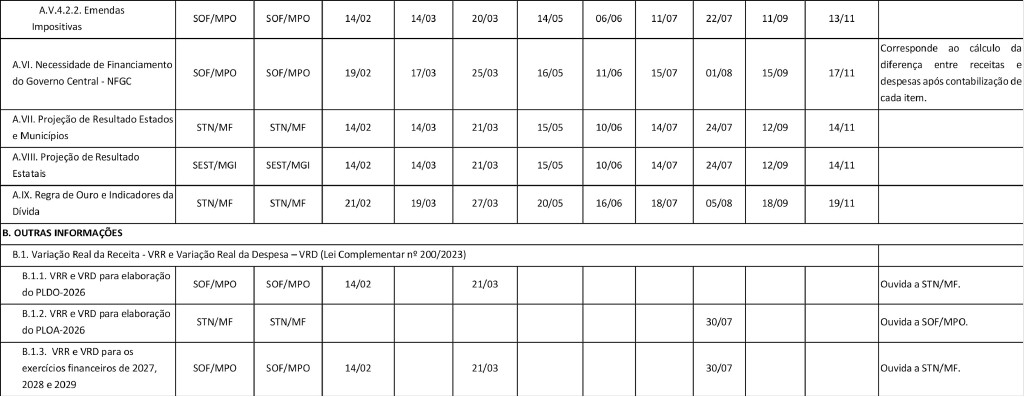 A.V.4.2.2. Emendas
Impositivas
SOF/MPO SOF/MPO 14/02 14/03 20/03 14/05 06/06 11/07 22/07 11/09 13/11
A.VI. Necessidade de Financiamento
do Governo Central - NFGC
SOF/MPO SOF/MPO 19/02 17/03 25/03 16/05 11/06 15/07 01/08 15/09 17/11
Corresponde ao cálculo da
diferença entre receitas e
despesas após contabilização de
cada item.
A.VII. Projeção de Resultado Estados
e Municípios
STN/MF STN/MF 14/02 14/03 21/03 15/05 10/06 14/07 24/07 12/09 14/11
A.VIII. Projeção de Resultado
Estatais
SEST/MGI SEST/MGI 14/02 14/03 21/03 15/05 10/06 14/07 24/07 12/09 14/11
A.IX. Regra de Ouro e Indicadores da
Dívida
STN/MF STN/MF 21/02 19/03 27/03 20/05 16/06 18/07 05/08 18/09 19/11
B. OUTRAS INFORMAÇÕES
B.1. Variação Real da Receita - VRR e Variação Real da Despesa – VRD (Lei Complementar nº 200/2023)
B.1.1. VRR e VRD para elaboração
do PLDO-2026
SOF/MPO SOF/MPO 14/02 21/03 Ouvida a STN/MF.
B.1.2. VRR e VRD para elaboração
do PLOA-2026
STN/MF STN/MF 30/07 Ouvida a SOF/MPO.
B.1.3. VRR e VRD para os
exercícios financeiros de 2027,
2028 e 2029
SOF/MPO SOF/MPO 14/02 21/03 30/07 Ouvida a STN/MF.